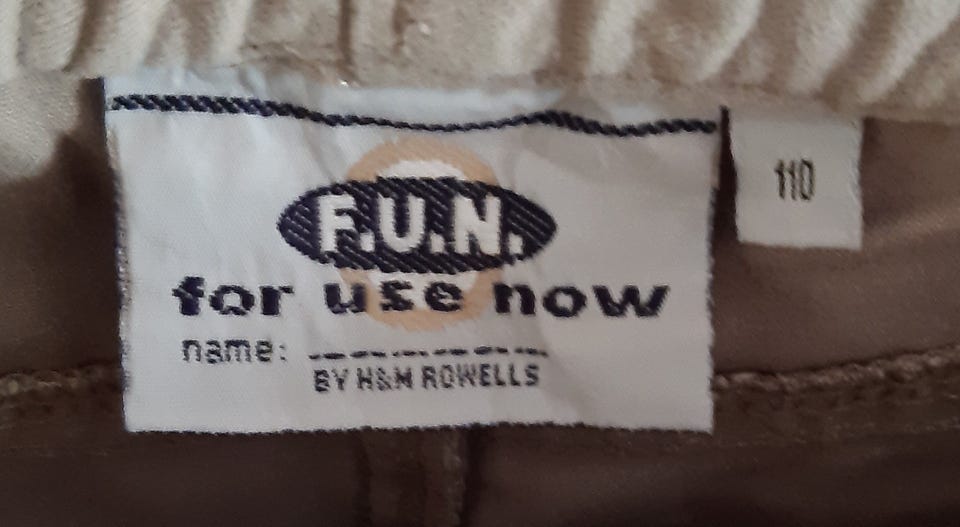 F.U.N.
for use now
name:
BY H&M ROWELLS
110